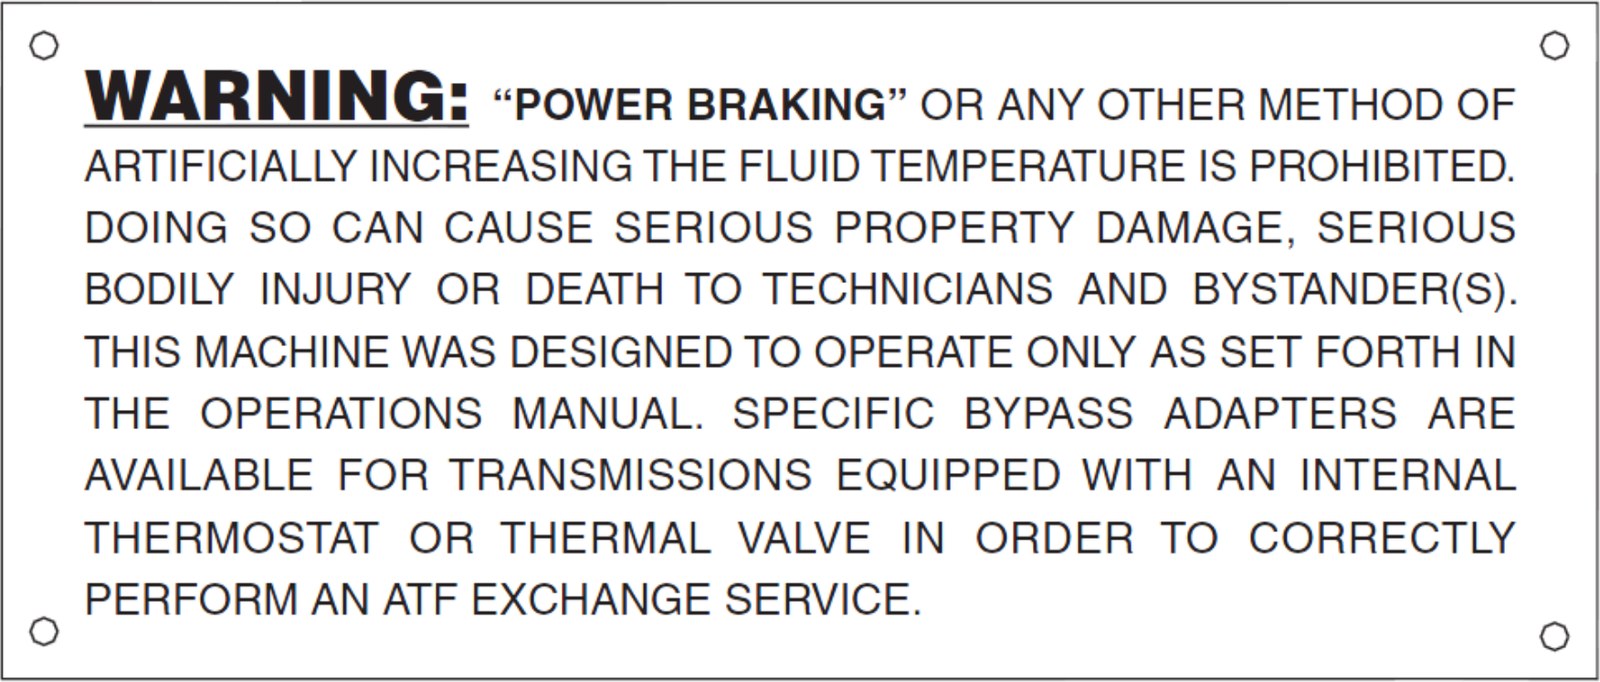 WARNING: “POWER BRAKING” OR ANY OTHER METHOD OF
ARTIFICIALLY INCREASING THE FLUID TEMPERATURE IS PROHIBITED.
DOING SO CAN CAUSE SERIOUS PROPERTY DAMAGE, SERIOUS
BODILY INJURY OR DEATH TO TECHNICIANS AND BYSTANDER(S).
THIS MACHINE WAS DESIGNED TO OPERATE ONLY AS SET FORTH IN
THE OPERATIONS MANUAL. SPECIFIC BYPASS ADAPTERS ARE
AVAILABLE FOR TRANSMISSIONS EQUIPPED WITH AN INTERNAL
THERMOSTAT OR THERMAL VALVE IN ORDER TO CORRECTLY
PERFORM AN ATF EXCHANGE SERVICE.